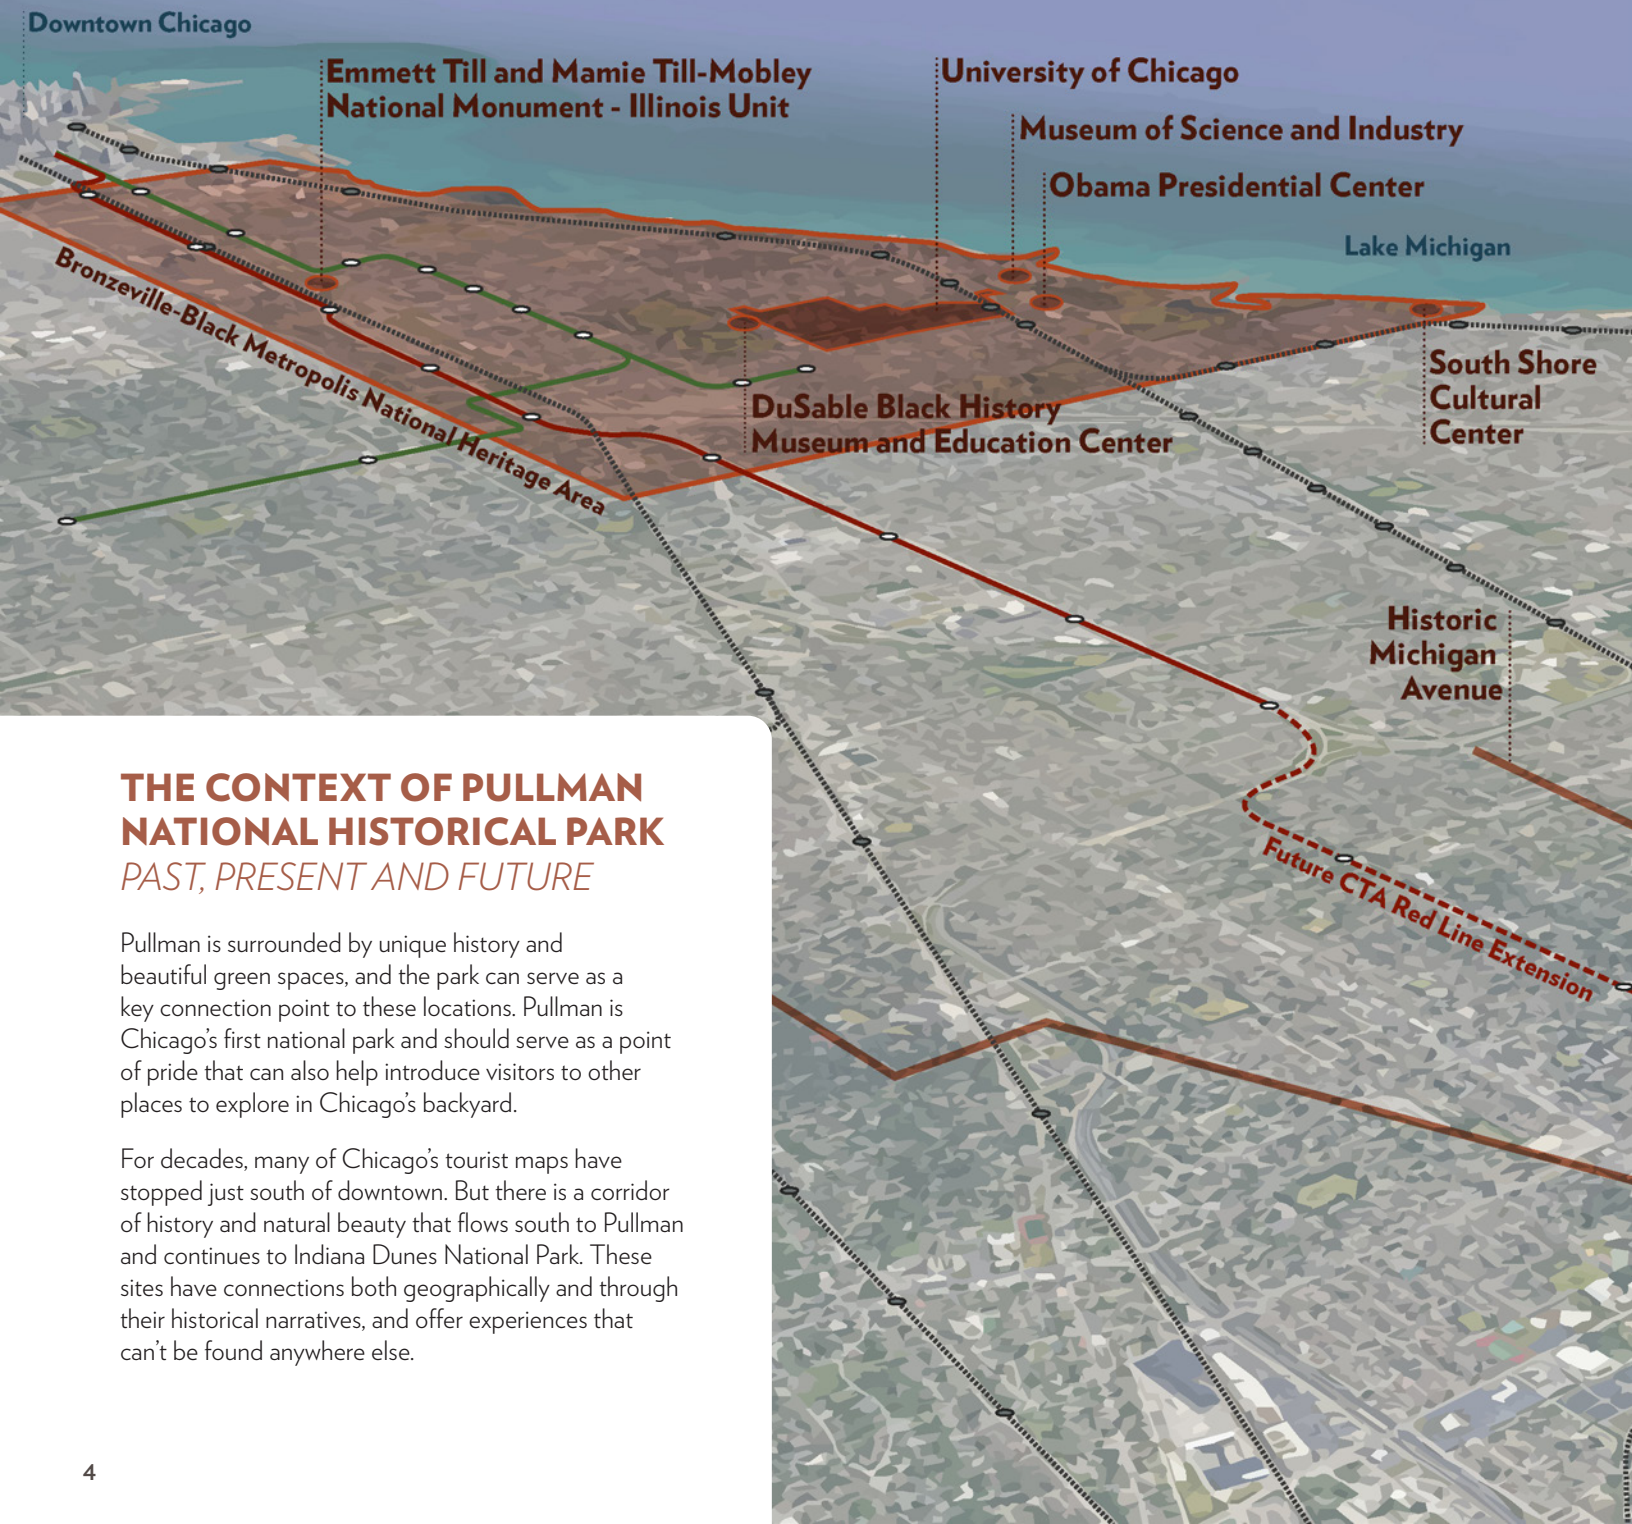 Downtown Chicago
Emmett Till and Mamie Till-Mobley
National Monument - Illinois Unit
University of Chicago
Museum of Science and Industry
Obama Presidential Center
Lake Michigan
Bronzeville-Black Metropolis National Heritage Area
South Shore
Cultural
Center
DuSable Black History
Museum and Education Center
Historic
Michigan
Avenue
Future CTA Red Line Extension
THE CONTEXT OF PULLMAN
NATIONAL HISTORICAL PARK
PAST, PRESENT AND FUTURE
Pullman is surrounded by unique history and
beautiful green spaces, and the park can serve as a
key connection point to these locations. Pullman is
Chicago’s first national park and should serve as a point
of pride that can also help introduce visitors to other
places to explore in Chicago’s backyard.
For decades, many of Chicago’s tourist maps have
stopped just south of downtown. But there is a corridor
of history and natural beauty that flows south to Pullman
and continues to Indiana Dunes National Park. These
sites have connections both geographically and through
their historical narratives, and offer experiences that
can’t be found anywhere else.
4